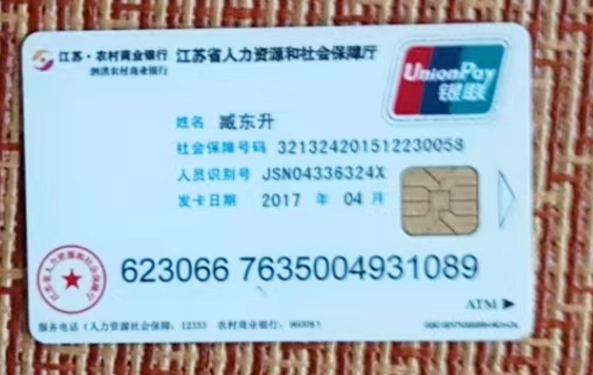 江苏·农村商业银行 江苏省人力资源和社会保障厅
泗洪农村商业银行
UnionPay
银联
姓名 臧东升
社会保障号码 321324201512230058
人员识别号 JSN04336324X
发卡日期 2017 年 04 月
623066 7635004931089
江苏省人力资源和社会保障厅
ATM ▶
服务电话（人力资源社会保障：12333 农村商业银行：96008）